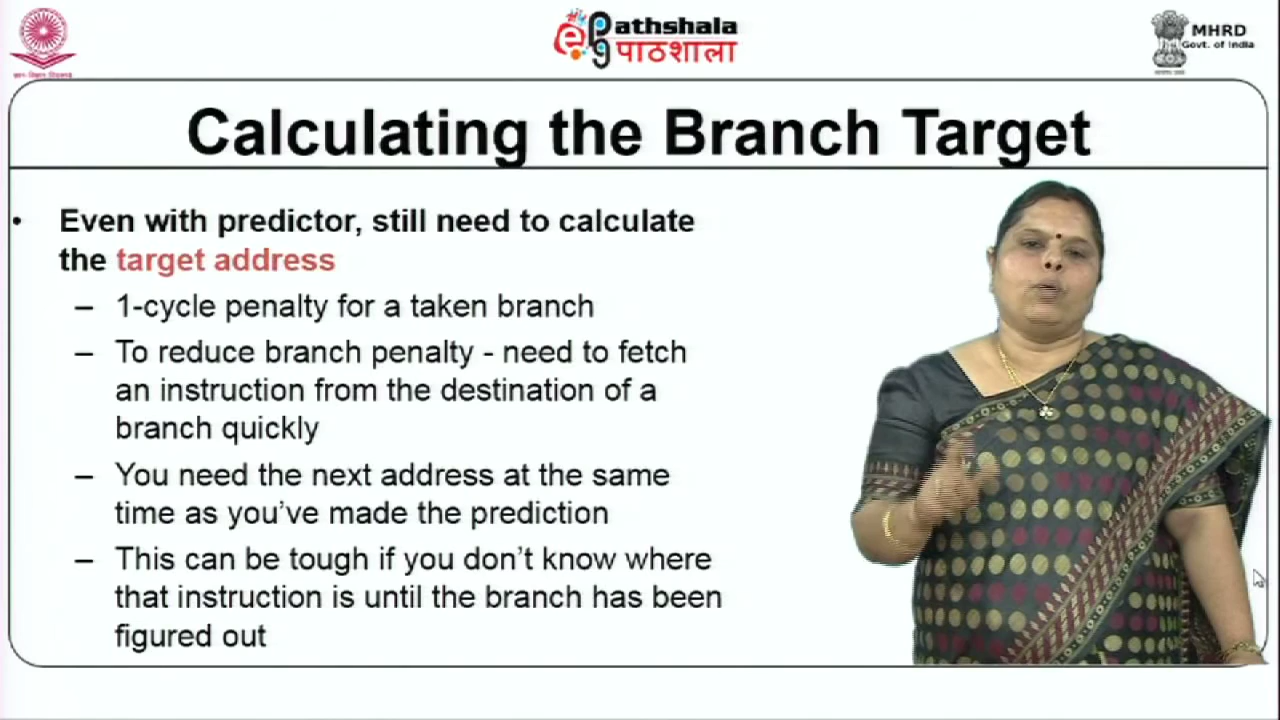 ePathshala
पाठशाला
MHRD
Govt. of India
Calculating the Branch Target
• Even with predictor, still need to calculate
the target address
– 1-cycle penalty for a taken branch
– To reduce branch penalty - need to fetch
an instruction from the destination of a
branch quickly
– You need the next address at the same
time as you've made the prediction
– This can be tough if you don't know where
that instruction is until the branch has been
figured out